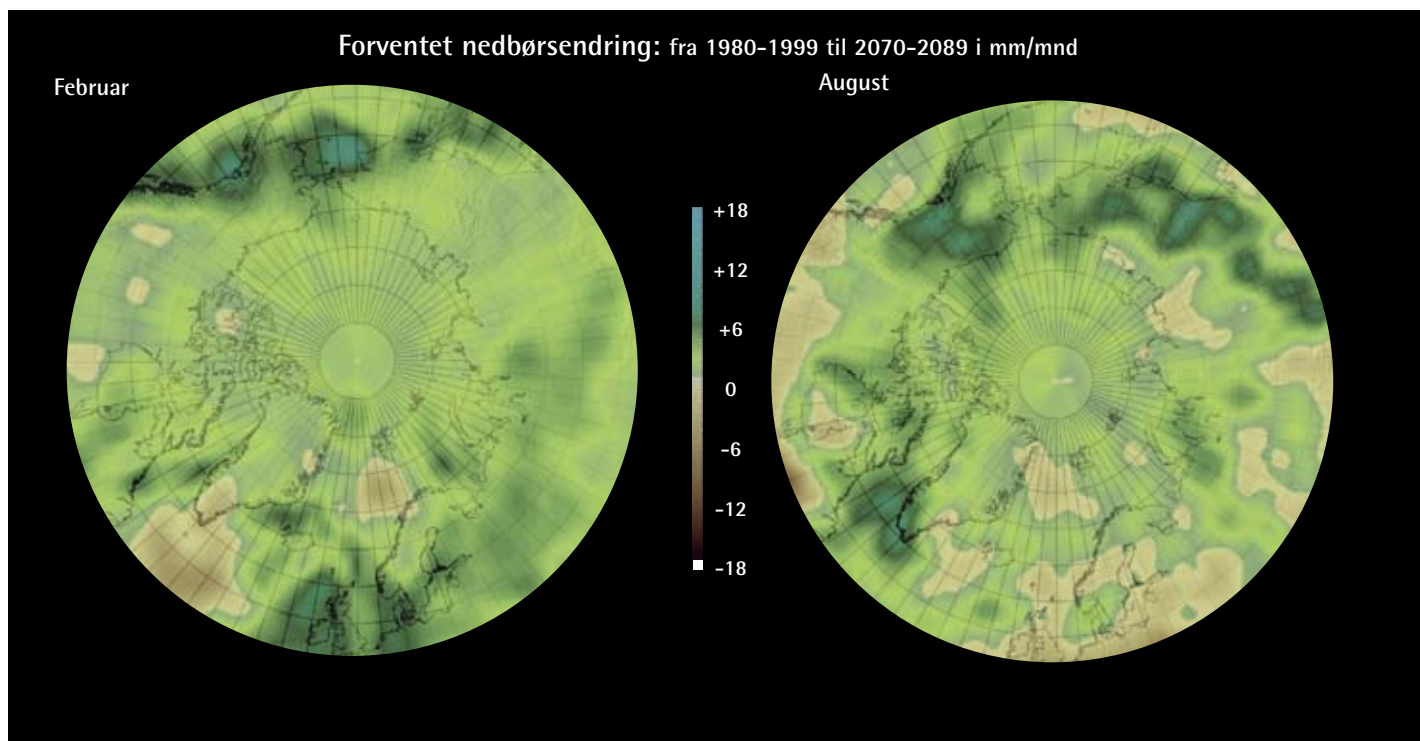 Forventet nedbørsendring: fra 1980-1999 til 2070-2089 i mm/mnd
Februar
August
+18
+12
+6
0
-6
-12
-18